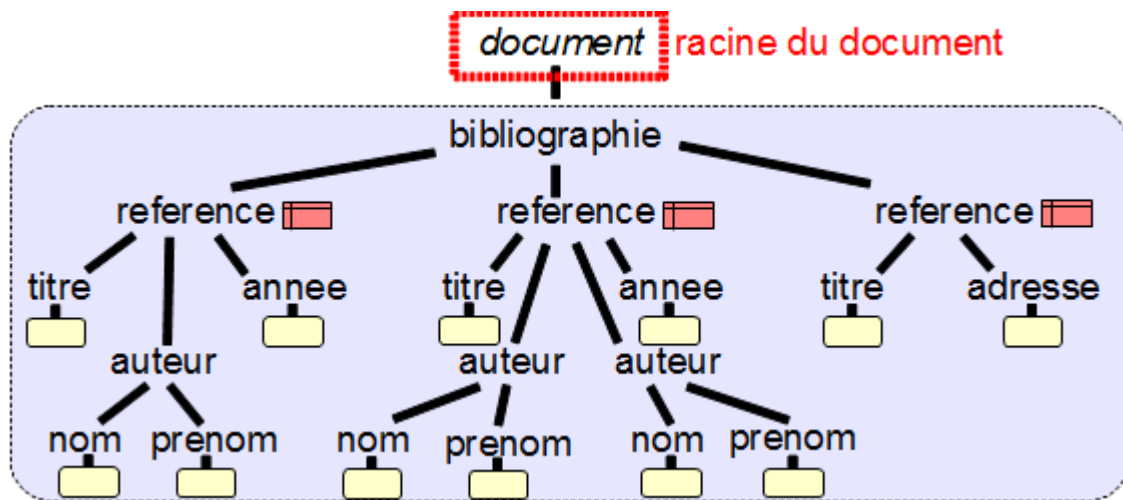 document racine du document
bibliographie
reference reference reference
titre annee titre annee titre adresse
auteur auteur auteur
nom prenom nom prenom nom prenom